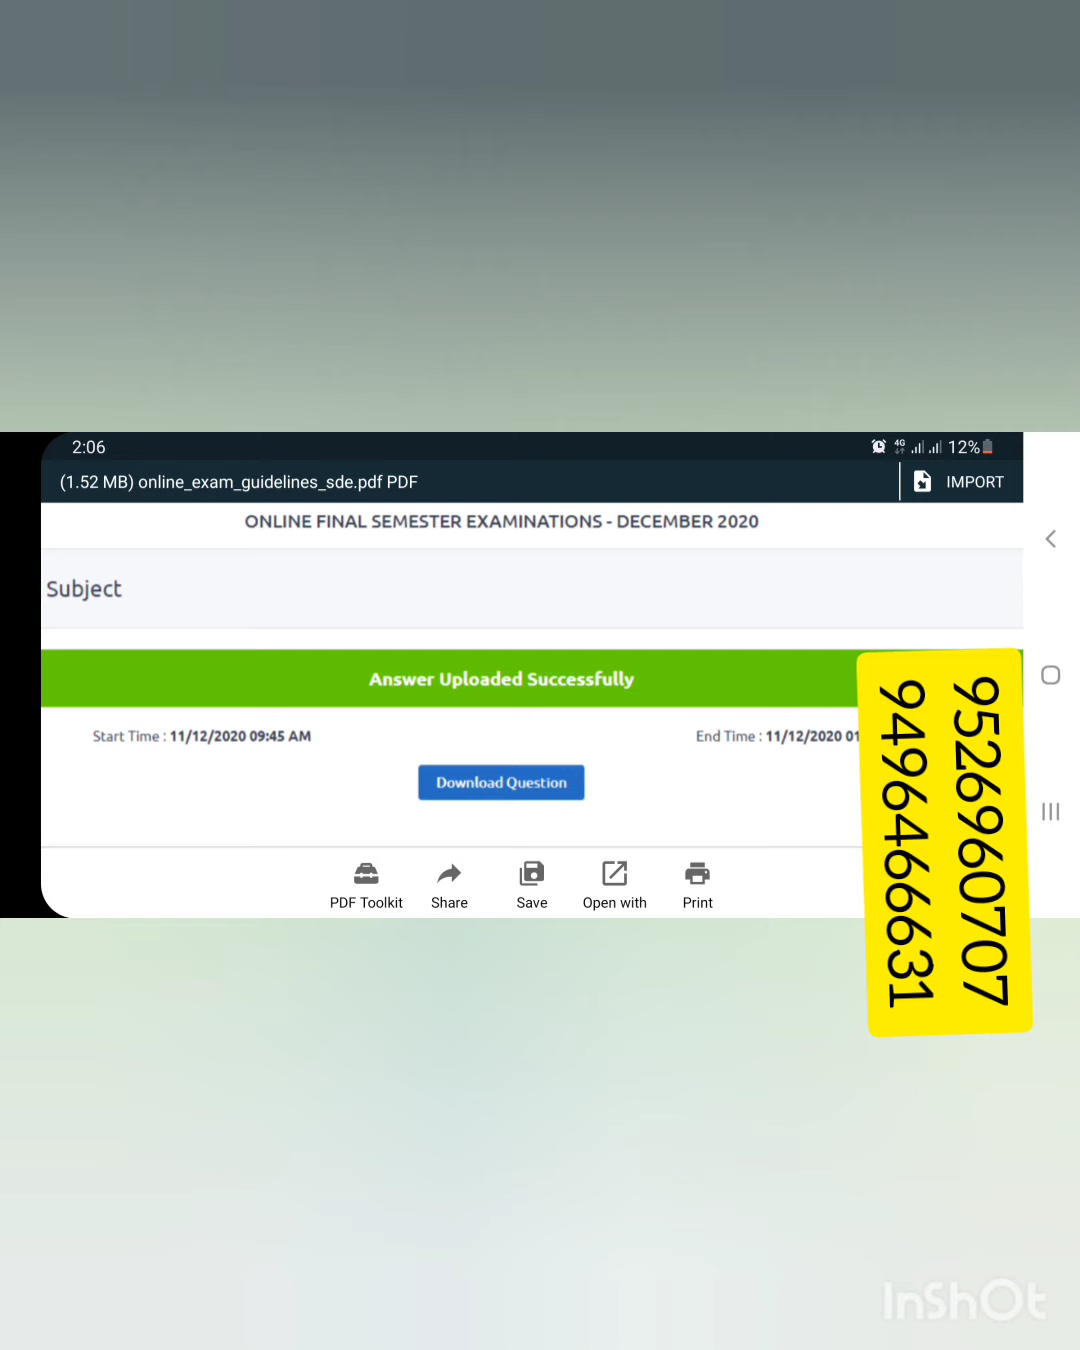 2:06
4G
12%
(1.52 MB) online_exam_guidelines_sde.pdf PDF
IMPORT
ONLINE FINAL SEMESTER EXAMINATIONS - DECEMBER 2020
Subject
Answer Uploaded Successfully
Start Time : 11/12/2020 09:45 AM
End Time : 11/12/2020 01
Download Question
PDF Toolkit
Share
Save
Open with
Print
9526960707
9496466631
InShOt